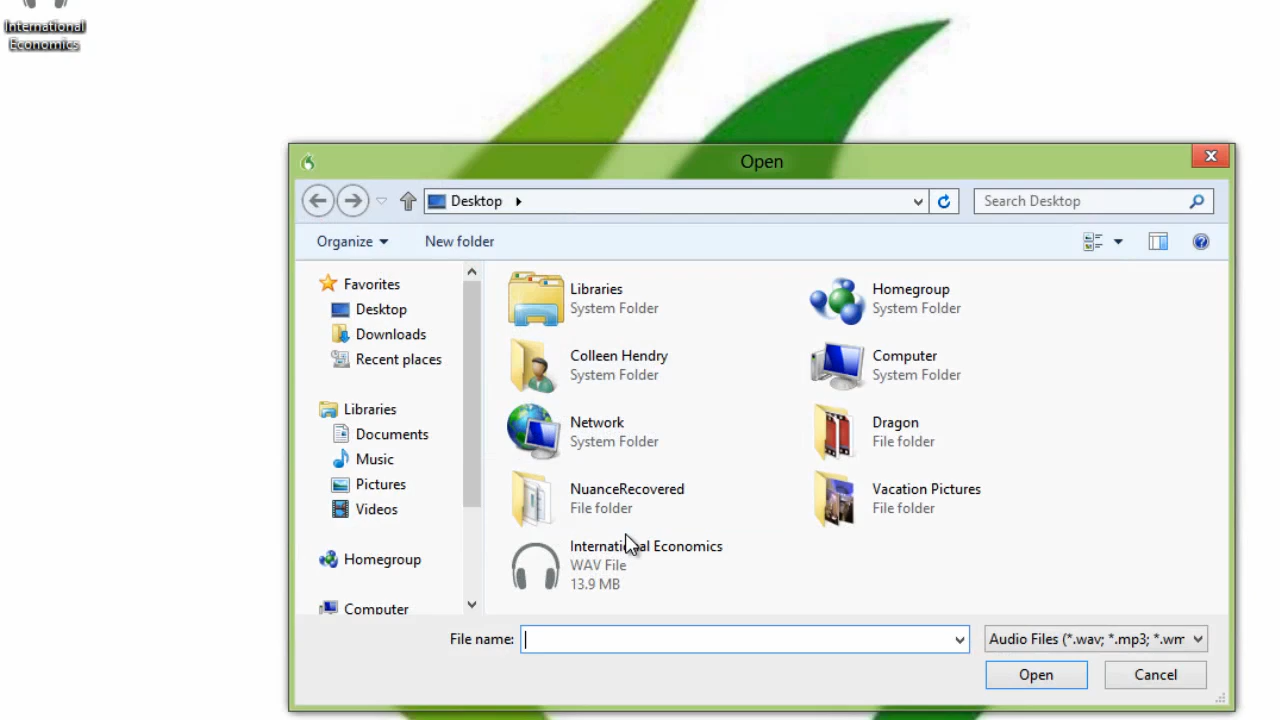 International
Economics
Open
Desktop
Search Desktop
Organize
New folder
Favorites
Desktop
Downloads
Recent places
Libraries
Documents
Music
Pictures
Videos
Homegroup
Computer
Libraries
System Folder
Homegroup
System Folder
Colleen Hendry
System Folder
Computer
System Folder
Network
System Folder
Dragon
File folder
NuanceRecovered
File folder
Vacation Pictures
File folder
International Economics
WAV File
13.9 MB
File name:
Audio Files (*.wav; *.mp3; *.wm
Open
Cancel